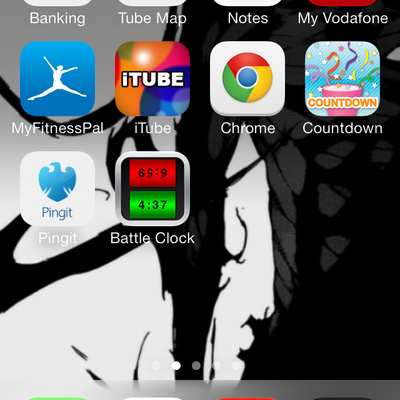 Banking Tube Map Notes My Vodafone
iTUBE COUNTDOWN
MyFitnessPal iTube Chrome Countdown
6:59
Pingit 4:37
Pingit Battle Clock